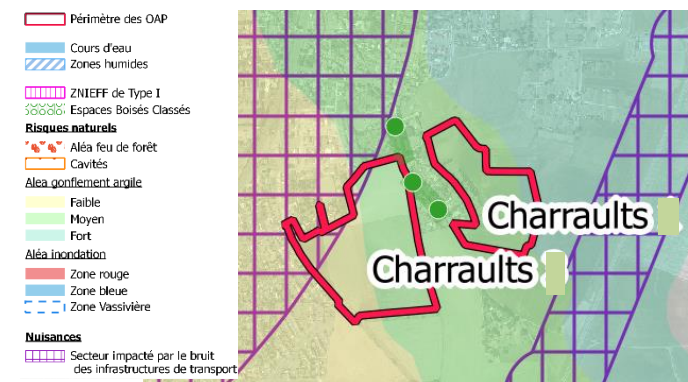 Périmètre des OAP
Cours d'eau
Zones humides
ZNIEFF de Type I
Espaces Boisés Classés
Risques naturels
Aléa feu de forêt
Cavités
Alea gonflement argile
Faible
Moyen
Fort
Aléa inondation
Zone rouge
Zone bleue
Zone Vassivière
Nuisances
Secteur impacté par le bruit
des infrastructures de transport
Charraults
Charraults